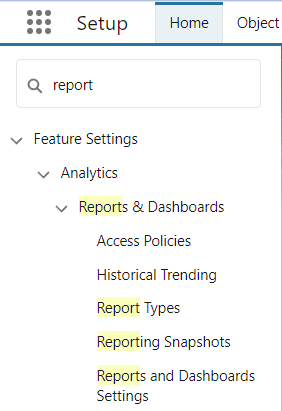 Setup
Home
Object
report
Feature Settings
Analytics
Reports & Dashboards
Access Policies
Historical Trending
Report Types
Reporting Snapshots
Reports and Dashboards
Settings